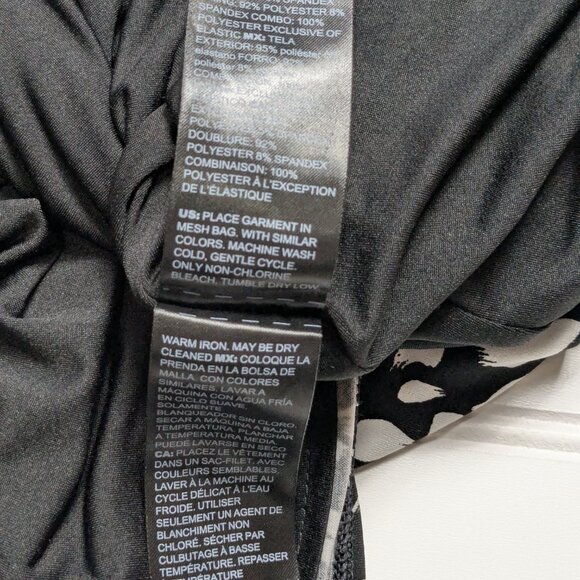 92% POLYESTER 8%
SPANDEX COMBO: 100%
POLYESTER EXCLUSIVE OF
ELASTIC MX: TELA
EXTERIOR: 95% poliéster
elastano FORRO:
poliéster 8%
DOUBLURE: 92%
POLYESTER 8% SPANDEX
COMBINAISON: 100%
POLYESTER À L'EXCEPTION
DE L'ÉLASTIQUE
US: PLACE GARMENT IN
MESH BAG. WITH SIMILAR
COLORS. MACHINE WASH
COLD, GENTLE CYCLE.
ONLY NON-CHLORINE
BLEACH, TUMBLE DRY LOW
WARM IRON. MAY BE DRY
CLEANED MX: COLOQUE LA
PRENDA EN LA BOLSA DE
MALLA, CON COLORES
SIMILARES. LAVAR A
MÁQUINA CON AGUA FRÍA
EN CICLO SUAVE.
SOLAMENTE
BLANQUEADOR SIN CLORO.
SECAR A MÁQUINA A BAJA
TEMPERATURA. PLANCHAR
A TEMPERATURA MEDIA.
PUEDE LAVARSE EN SECO
CA: PLACEZ LE VÊTEMENT
DANS UN SAC-FILET. AVEC
COULEURS SEMBLABLES.
LAVER À LA MACHINE AU
CYCLE DÉLICAT À L'EAU
FROIDE. UTILISER
SEULEMENT UN AGENT DE
BLANCHIMENT NON
CHLORÉ. SÉCHER PAR
CULBUTAGE À BASSE
TEMPÉRATURE. REPASSER
TEMPÉRATURE